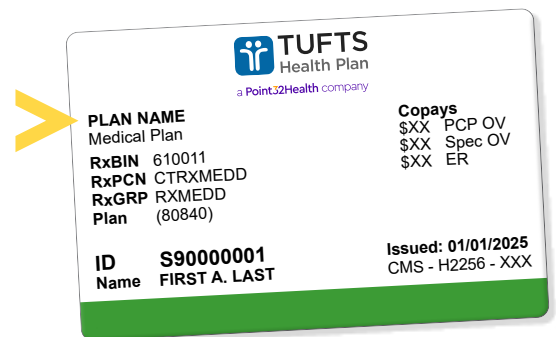 TUFTS
Health Plan
a Point32Health company
PLAN NAME
Medical Plan
RxBIN 610011
RxPCN CTRXMEDD
RxGRP RXMEDD
Plan (80840)
Copays
$XX PCP OV
$XX Spec OV
$XX ER
ID S90000001
Name FIRST A. LAST
Issued: 01/01/2025
CMS - H2256 - XXX